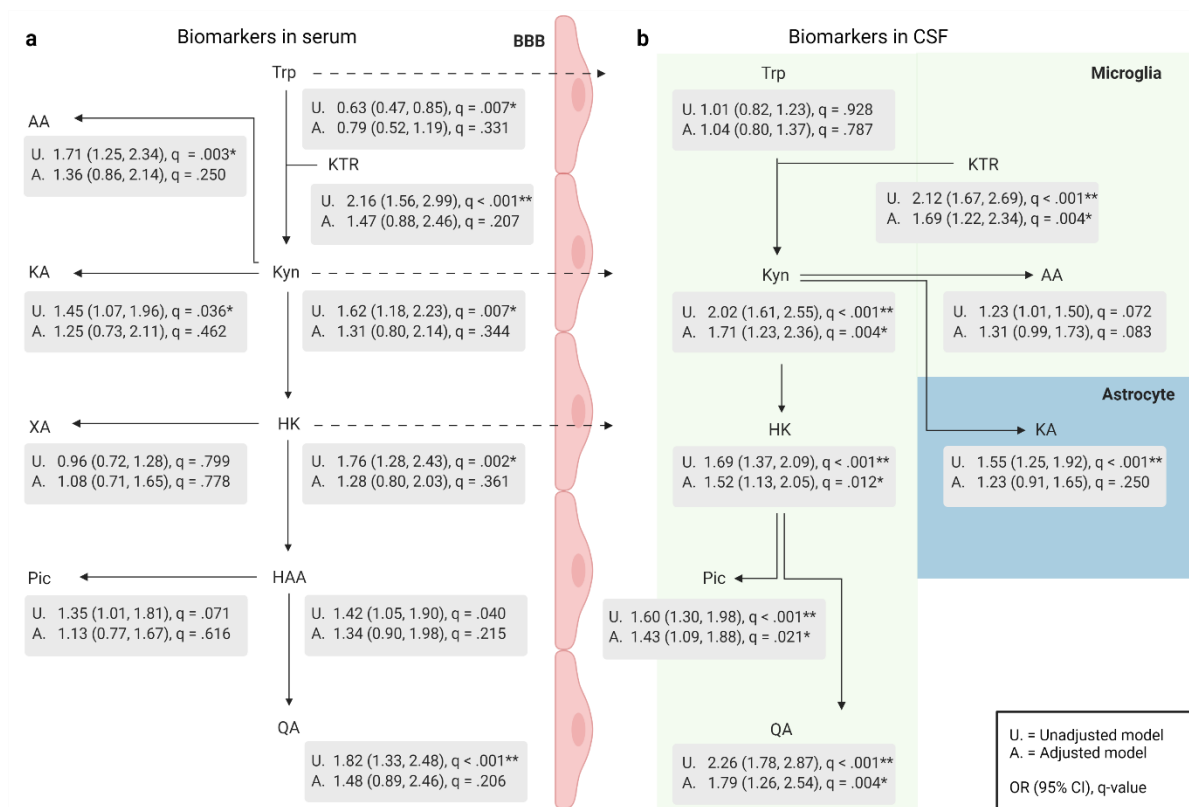 a
Biomarkers in serum
BBB
Trp
U. 0.63 (0.47, 0.85), q = .007*
A. 0.79 (0.52, 1.19), q = .331
AA
U. 1.71 (1.25, 2.34), q = .003*
A. 1.36 (0.86, 2.14), q = .250
KTR
U. 2.16 (1.56, 2.99), q < .001**
A. 1.47 (0.88, 2.46), q = .207
KA
U. 1.45 (1.07, 1.96), q = .036*
A. 1.25 (0.73, 2.11), q = .462
Kyn
U. 1.62 (1.18, 2.23), q = .007*
A. 1.31 (0.80, 2.14), q = .344
XA
U. 0.96 (0.72, 1.28), q = .799
A. 1.08 (0.71, 1.65), q = .778
HK
U. 1.76 (1.28, 2.43), q = .002*
A. 1.28 (0.80, 2.03), q = .361
Pic
U. 1.35 (1.01, 1.81), q = .071
A. 1.13 (0.77, 1.67), q = .616
HAA
U. 1.42 (1.05, 1.90), q = .040
A. 1.34 (0.90, 1.98), q = .215
QA
U. 1.82 (1.33, 2.48), q < .001**
A. 1.48 (0.89, 2.46), q = .206
b
Biomarkers in CSF
Trp
Microglia
U. 1.01 (0.82, 1.23), q = .928
A. 1.04 (0.80, 1.37), q = .787
KTR
U. 2.12 (1.67, 2.69), q < .001**
A. 1.69 (1.22, 2.34), q = .004*
Kyn
U. 2.02 (1.61, 2.55), q < .001**
A. 1.71 (1.23, 2.36), q = .004*
AA
U. 1.23 (1.01, 1.50), q = .072
A. 1.31 (0.99, 1.73), q = .083
Astrocyte
HK
U. 1.69 (1.37, 2.09), q < .001**
A. 1.52 (1.13, 2.05), q = .012*
KA
U. 1.55 (1.25, 1.92), q < .001**
A. 1.23 (0.91, 1.65), q = .250
Pic
U. 1.60 (1.30, 1.98), q < .001**
A. 1.43 (1.09, 1.88), q = .021*
QA
U. 2.26 (1.78, 2.87), q < .001**
A. 1.79 (1.26, 2.54), q = .004*
U. = Unadjusted model
A. = Adjusted model
OR (95% CI), q-value